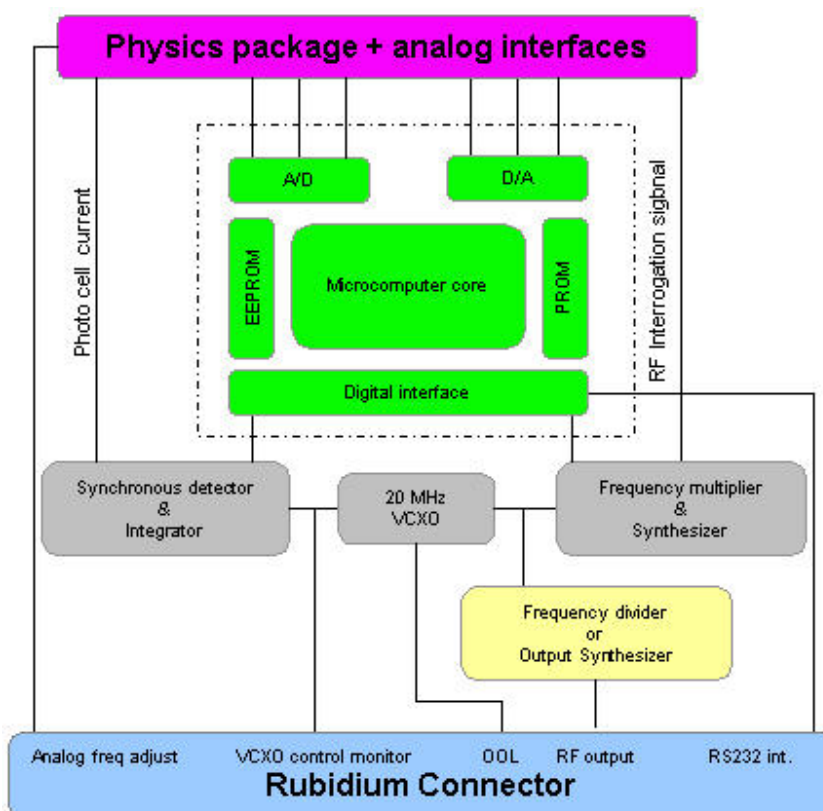 Physics package + analog interfaces
A/D
D/A
Photo cell current
EEPROM
Microcomputer core
PROM
RF Interrogation sigbnal
Digital interface
Synchronous detector
&
Integrator
20 MHz
VCXO
Frequency multiplier
&
Synthesizer
Frequency divider
or
Output Synthesizer
Analog freq adjust
VCXO control monitor
OOL
RF output
RS232 int.
Rubidium Connector